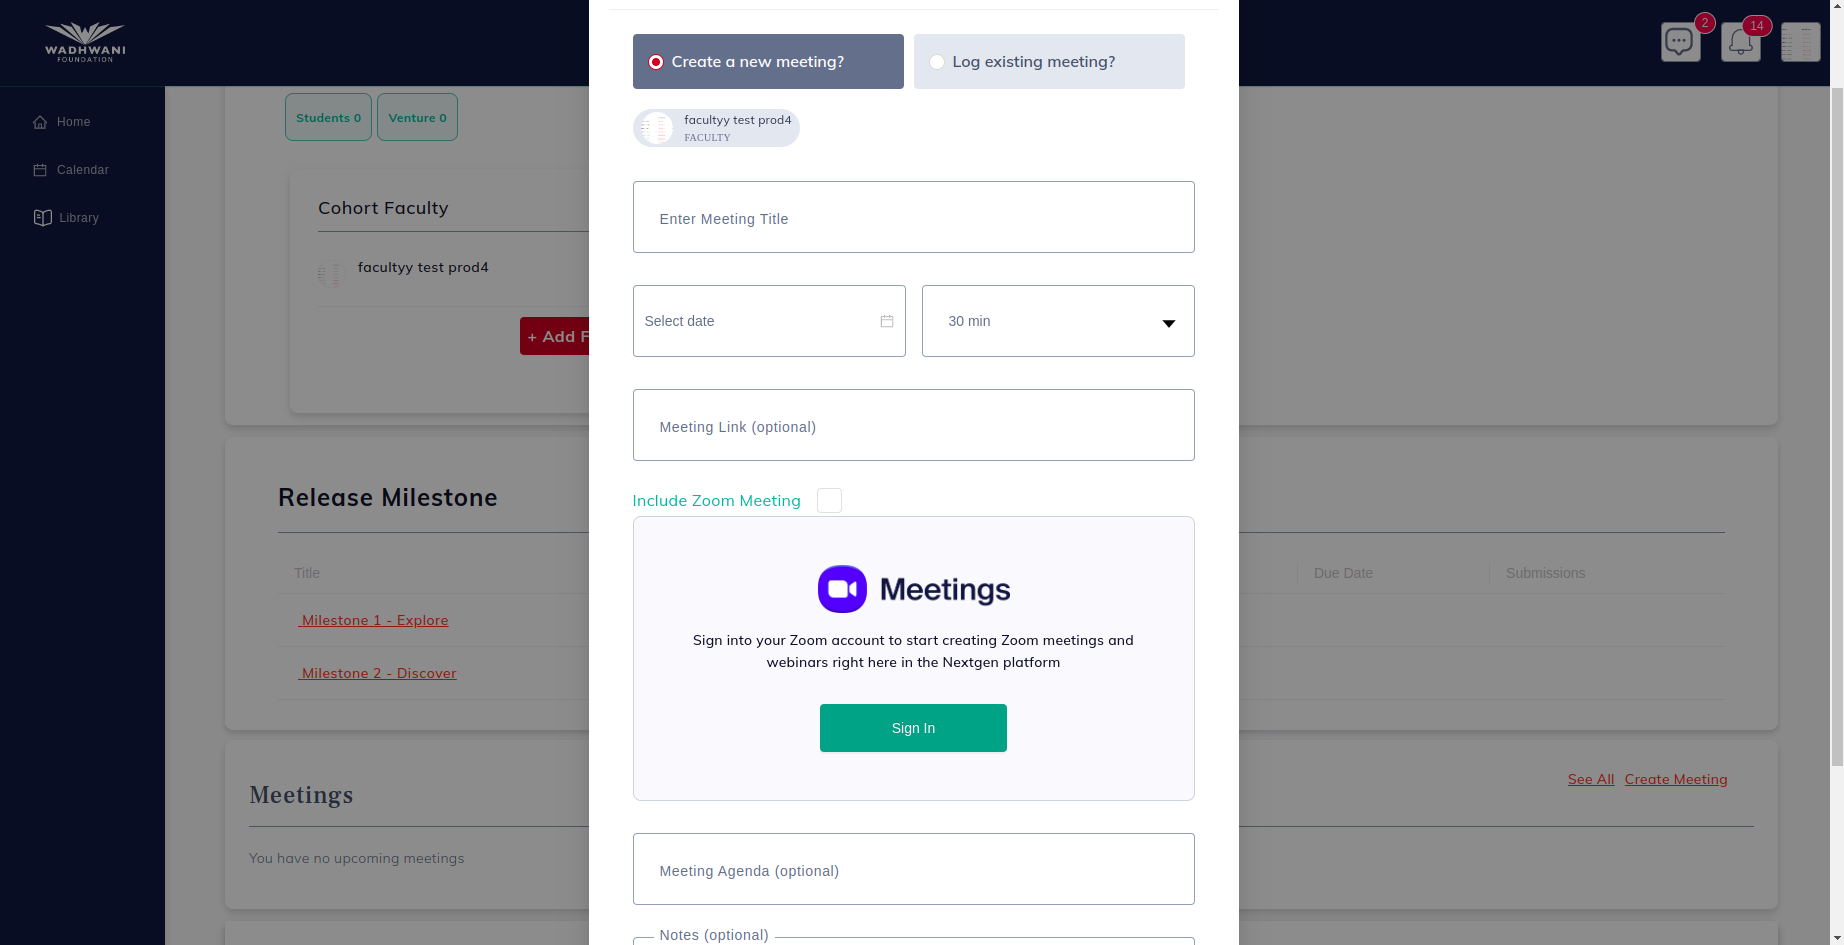 WADHWANI
FOUNDATION
2
14
Home
Calendar
Library
Students 0
Venture 0
Cohort Faculty
facultyy test prod4
+ Add F
Release Milestone
Title
Due Date
Submissions
Milestone 1 - Explore
Milestone 2 - Discover
Meetings
See All
Create Meeting
You have no upcoming meetings
Create a new meeting?
Log existing meeting?
facultyy test prod4
FACULTY
Enter Meeting Title
Select date
30 min
Meeting Link (optional)
Include Zoom Meeting
Meetings
Sign into your Zoom account to start creating Zoom meetings and
webinars right here in the Nextgen platform
Sign In
Meeting Agenda (optional)
Notes (optional)